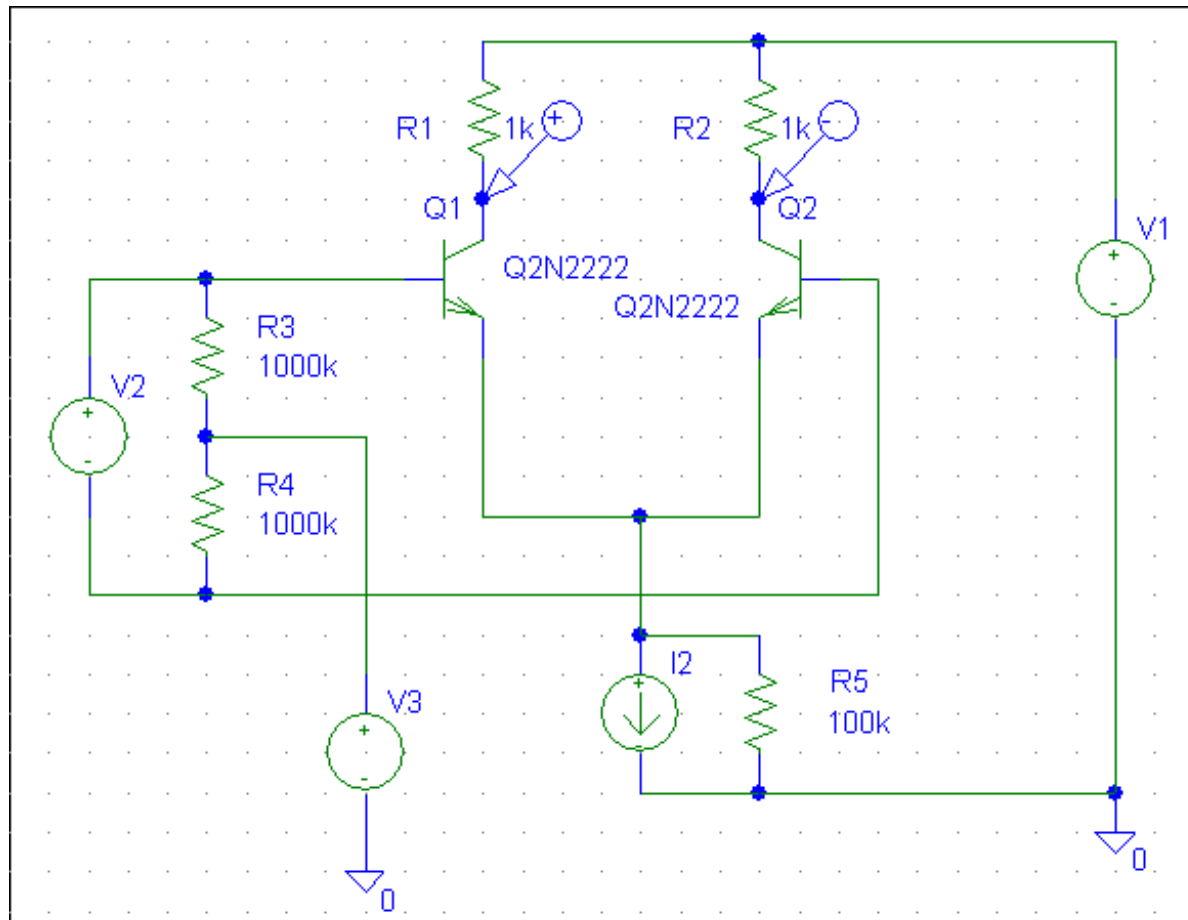 R1
1k
+
R2
1k
-
Q1
Q2
Q2N2222
Q2N2222
V1
+
-
R3
1000k
V2
+
-
R4
1000k
I2
+
-
R5
100k
V3
+
-
0
0